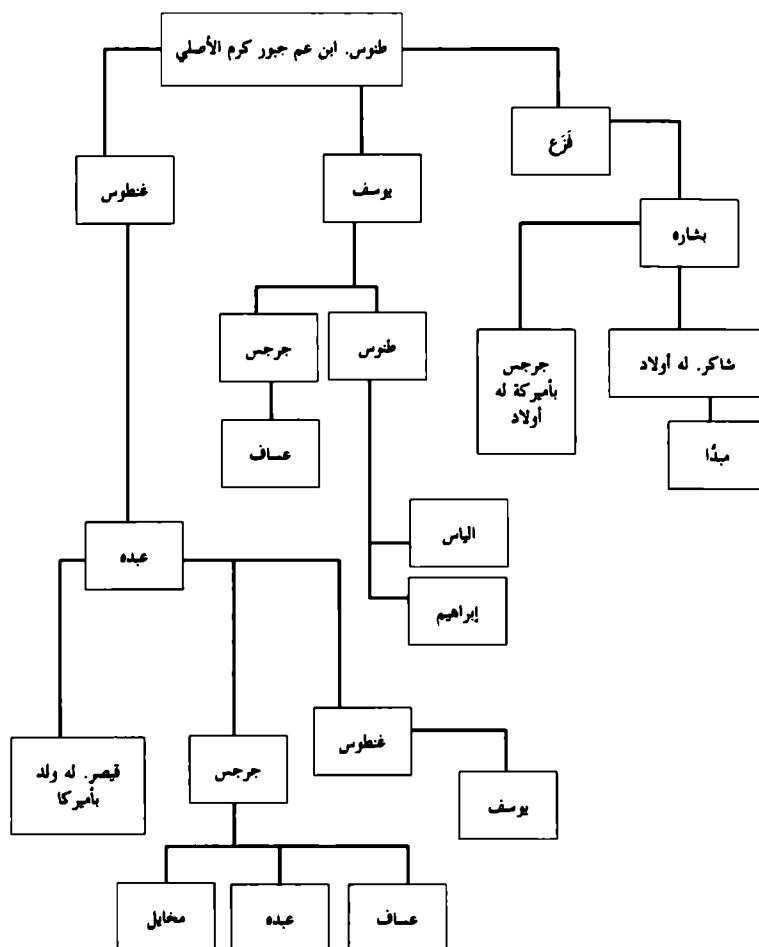 طنوس. ابن عم جبور كرم الأصلي
فَزَع
غنطوس
يوسف
بشاره
جرجس
طنوس
جرجس
بأميركة له
أولاد
شاكر. له أولاد
عساف
مبدَّا
عبده
الياس
إبراهيم
غنطوس
قيصر. له ولد
بأميركا
جرجس
يوسف
مخايل
عبده
عساف